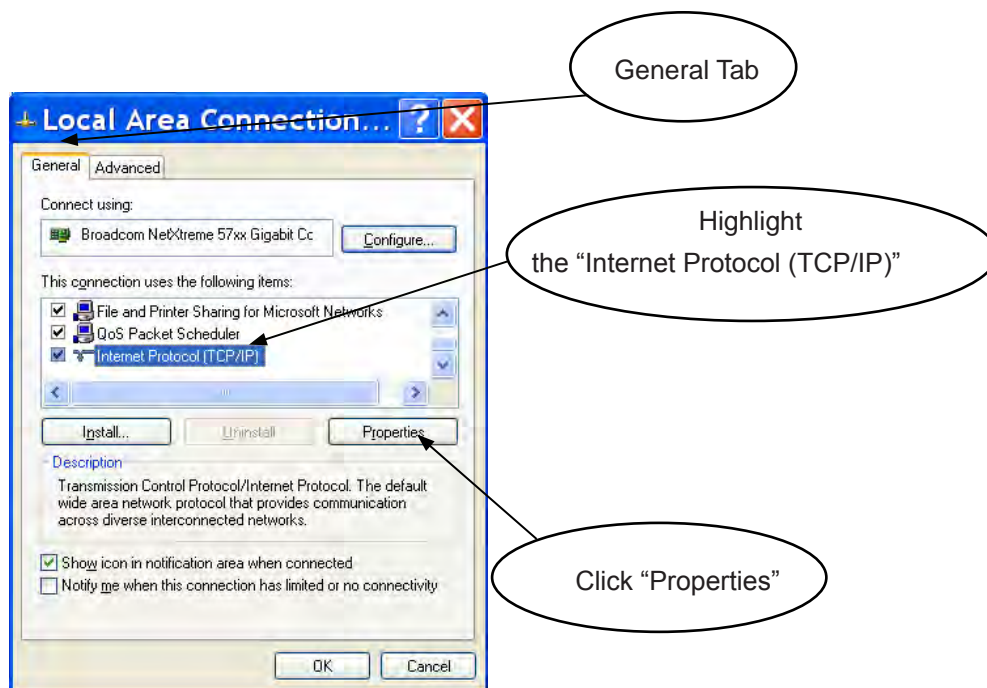 General Tab
Local Area Connection... ?
General Advanced
Connect using:
Broadcom NetXtreme 57xx Gigabit Cc
Configure...
Highlight
the “Internet Protocol (TCP/IP)”
This connection uses the following items:
File and Printer Sharing for Microsoft Networks
QoS Packet Scheduler
Internet Protocol (TCP/IP)
Install... Uninstall Properties
Description
Transmission Control Protocol/Internet Protocol. The default
wide area network protocol that provides communication
across diverse interconnected networks.
Show icon in notification area when connected
Notify me when this connection has limited or no connectivity
Click “Properties”
OK Cancel